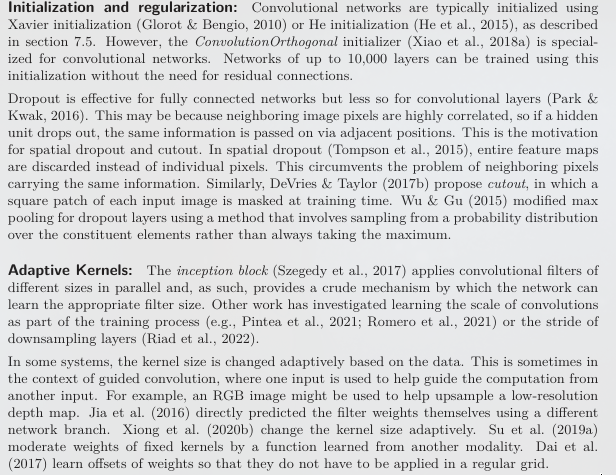 Initialization and regularization: Convolutional networks are typically initialized using
Xavier initialization (Glorot & Bengio, 2010) or He initialization (He et al., 2015), as described
in section 7.5. However, the ConvolutionOrthogonal initializer (Xiao et al., 2018a) is special-
ized for convolutional networks. Networks of up to 10,000 layers can be trained using this
initialization without the need for residual connections.
Dropout is effective for fully connected networks but less so for convolutional layers (Park &
Kwak, 2016). This may be because neighboring image pixels are highly correlated, so if a hidden
unit drops out, the same information is passed on via adjacent positions. This is the motivation
for spatial dropout and cutout. In spatial dropout (Tompson et al., 2015), entire feature maps
are discarded instead of individual pixels. This circumvents the problem of neighboring pixels
carrying the same information. Similarly, DeVries & Taylor (2017b) propose cutout, in which a
square patch of each input image is masked at training time. Wu & Gu (2015) modified max
pooling for dropout layers using a method that involves sampling from a probability distribution
over the constituent elements rather than always taking the maximum.
Adaptive Kernels: The inception block (Szegedy et al., 2017) applies convolutional filters of
different sizes in parallel and, as such, provides a crude mechanism by which the network can
learn the appropriate filter size. Other work has investigated learning the scale of convolutions
as part of the training process (e.g., Pintea et al., 2021; Romero et al., 2021) or the stride of
downsampling layers (Riad et al., 2022).
In some systems, the kernel size is changed adaptively based on the data. This is sometimes in
the context of guided convolution, where one input is used to help guide the computation from
another input. For example, an RGB image might be used to help upsample a low-resolution
depth map. Jia et al. (2016) directly predicted the filter weights themselves using a different
network branch. Xiong et al. (2020b) change the kernel size adaptively. Su et al. (2019a)
moderate weights of fixed kernels by a function learned from another modality. Dai et al.
(2017) learn offsets of weights so that they do not have to be applied in a regular grid.